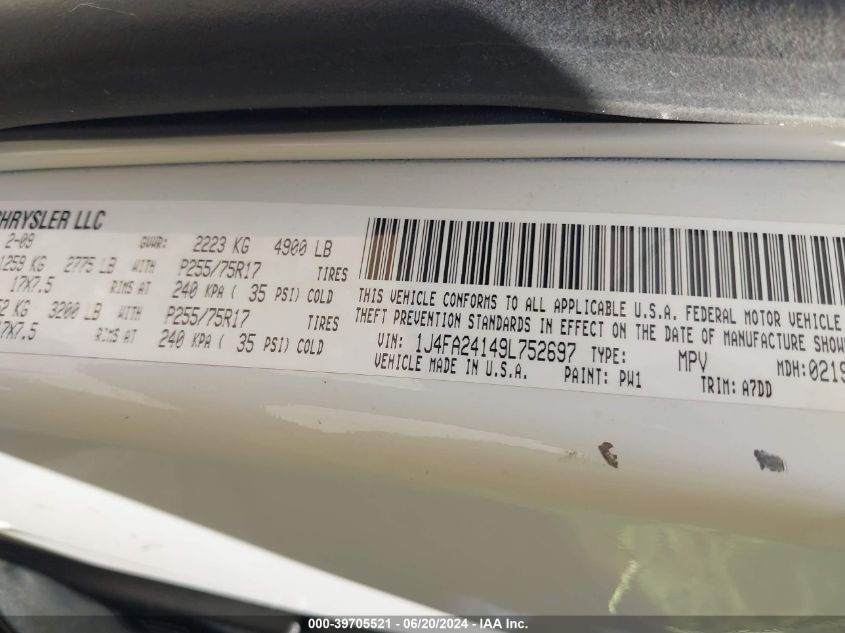 CHRYSLER LLC
2-09 GVWR: 2223 KG 4900 LB
1259 KG 2775 LB WITH P255/75R17 TIRES
17X7.5 RIMS AT 240 KPA ( 35 PSI) COLD
KG 3200 LB WITH P255/75R17 TIRES
17X7.5 RIMS AT 240 KPA ( 35 PSI) COLD
THIS VEHICLE CONFORMS TO ALL APPLICABLE U.S.A. FEDERAL MOTOR VEHICLE
THEFT PREVENTION STANDARDS IN EFFECT ON THE DATE OF MANUFACTURE SHOW
VIN: 1J4FA24149L752697 TYPE: MPV MDH:0219
VEHICLE MADE IN U.S.A. PAINT: PW1 TRIM: A7DD
000-39705521 / 06/20/2024 - IAA Inc.